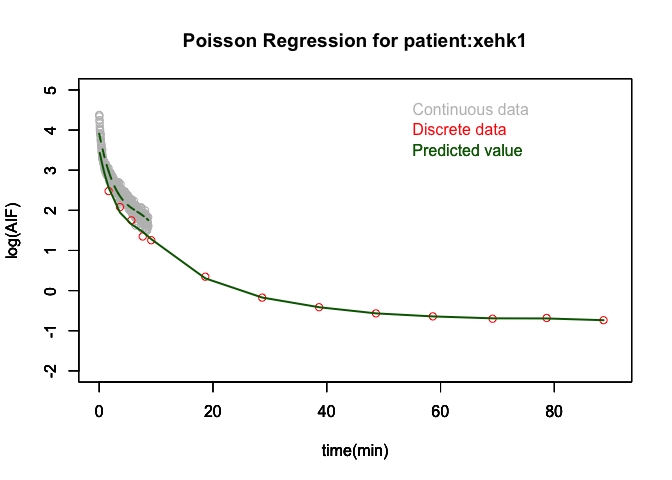 Poisson Regression for patient:xehk1
Continuous data
Discrete data
Predicted value
log(AIF)
5
4
3
2
1
0
-1
-2
0 20 40 60 80
time(min)